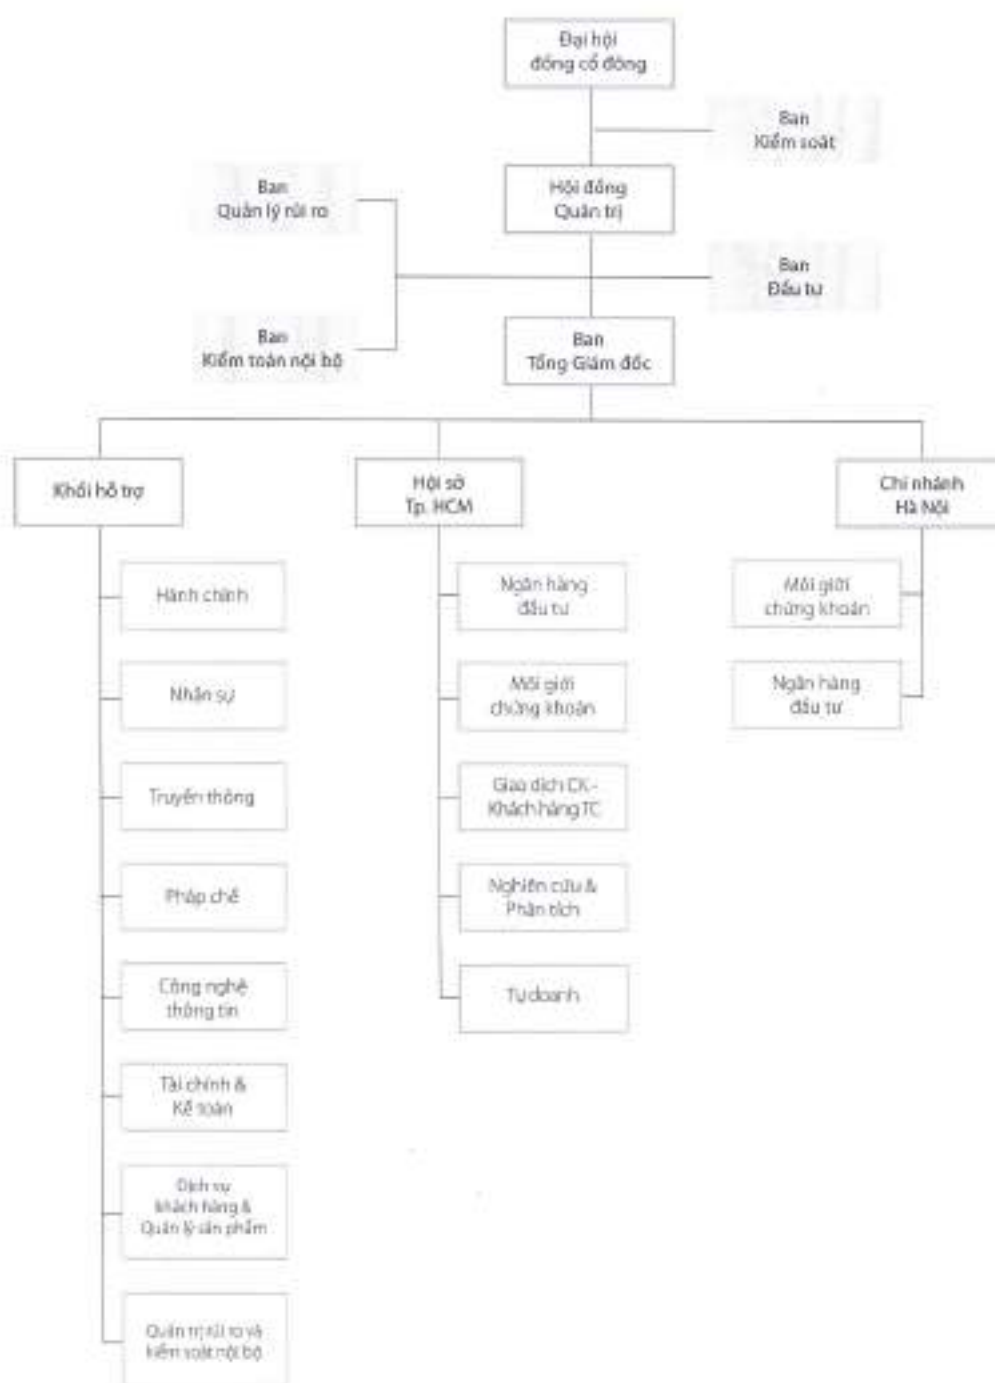 Đại hội
đồng cổ đông
Ban
Kiểm soát
Hội đồng
Quản trị
Ban
Quản lý rủi ro
Ban
Đầu tư
Ban
Kiểm toán nội bộ
Ban
Tổng Giám đốc
Khối hỗ trợ
Hội sở
Tp. HCM
Chi nhánh
Hà Nội
Hành chính
Nhân sự
Truyền thông
Pháp chế
Công nghệ
thông tin
Tài chính &
Kế toán
Dịch vụ
khách hàng &
Quản lý sản phẩm
Quản trị rủi ro và
kiểm soát nội bộ
Ngân hàng
đầu tư
Môi giới
chứng khoán
Giao dịch CK-
Khách hàng TC
Nghiên cứu &
Phân tích
Tự doanh
Môi giới
chứng khoán
Ngân hàng
đầu tư